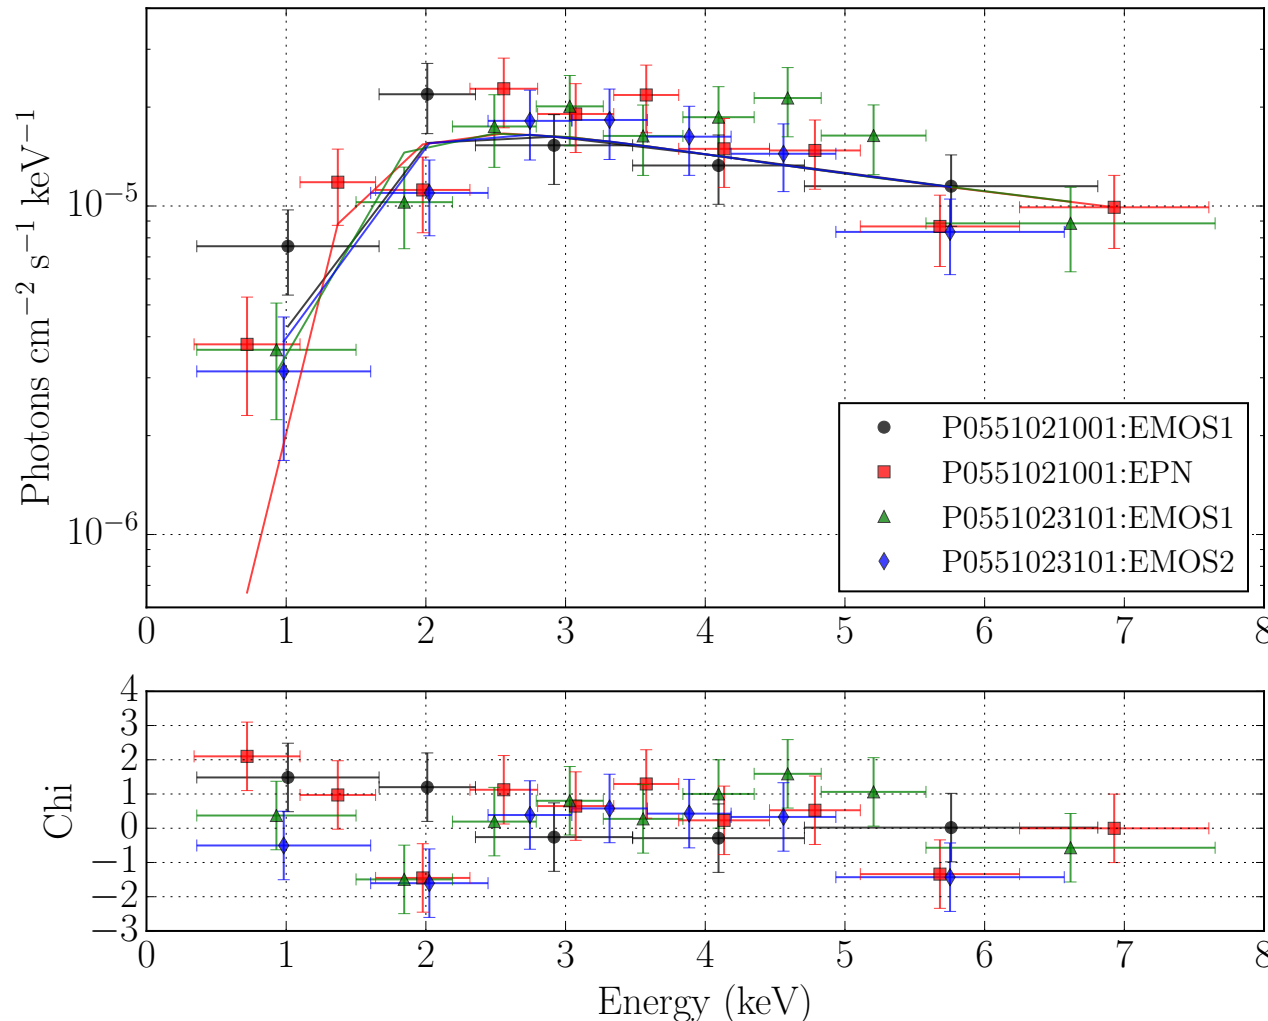 Photons cm−2 s−1 keV−1
10−5
10−6
P0551021001:EMOS1
P0551021001:EPN
P0551023101:EMOS1
P0551023101:EMOS2
0 1 2 3 4 5 6 7 8
Chi
4
3
2
1
0
−1
−2
−3
0 1 2 3 4 5 6 7 8
Energy (keV)